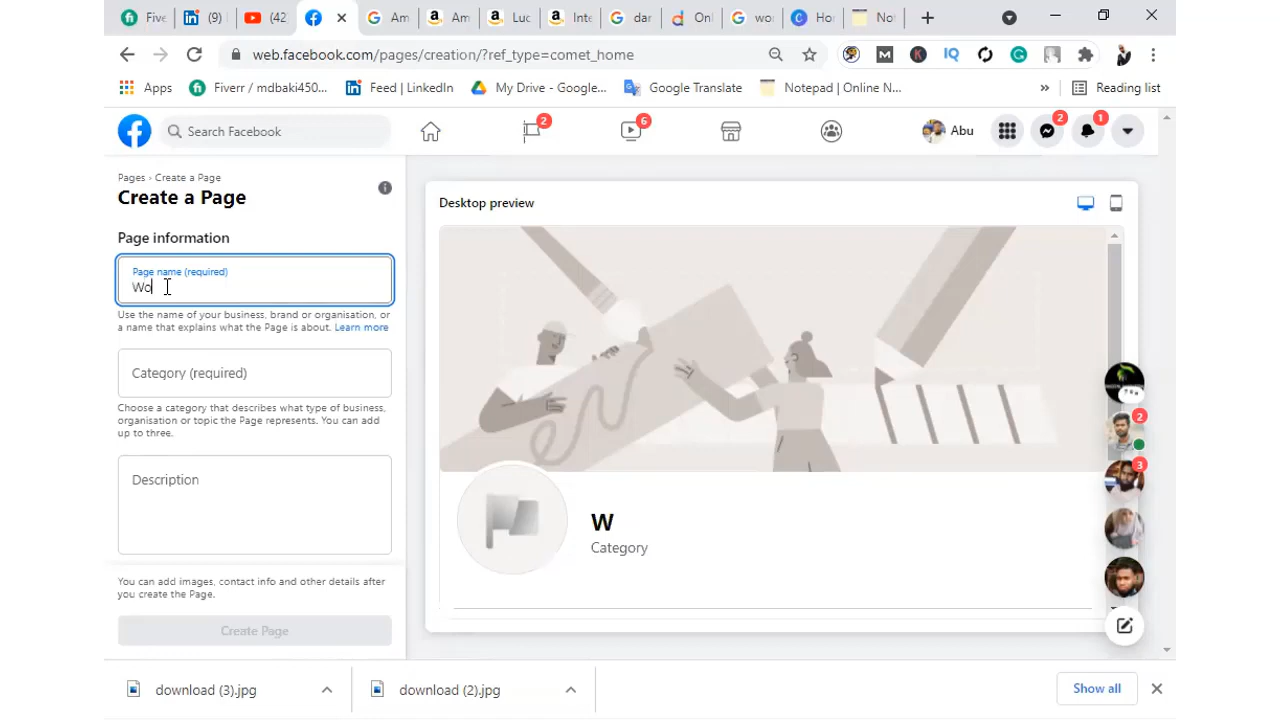 Five
(9)
(42
Am
Am
Luc
Inte
dar
Onl
wo
Ho
No
web.facebook.com/pages/creation/?ref_type=comet_home
Apps
Fiverr / mdbaki450...
Feed | LinkedIn
My Drive - Google...
Google Translate
Notepad | Online N...
»
Reading list
Search Facebook
2
6
Abu
2
1
Pages › Create a Page
Create a Page
Page information
Page name (required)
Wo
Use the name of your business, brand or organisation, or
a name that explains what the Page is about. Learn more
Category (required)
Choose a category that describes what type of business,
organisation or topic the Page represents. You can add
up to three.
Description
You can add images, contact info and other details after
you create the Page.
Create Page
Desktop preview
W
Category
2
3
download (3).jpg
download (2).jpg
Show all